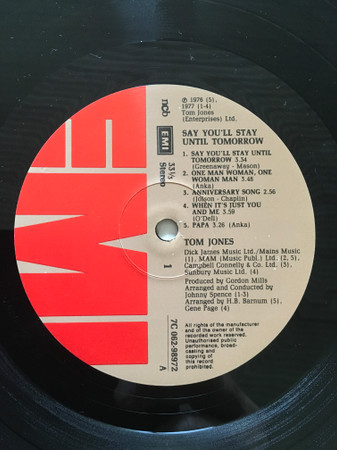 EMI
ncb
EMI
33⅓
Stereo
℗ 1976 (5),
1977 (1-4)
Tom Jones
(Enterprises) Ltd.
SAY YOU'LL STAY
UNTIL TOMORROW
1. SAY YOU'LL STAY UNTIL
TOMORROW 3.34
(Greenaway - Mason)
2. ONE MAN WOMAN, ONE
WOMAN MAN 3.48
(Anka)
3. ANNIVERSARY SONG 2.56
(Jolson - Chaplin)
4. WHEN IT'S JUST YOU
AND ME 3.59
(O'Dell)
5. PAPA 3.26 (Anka)
TOM JONES
Dick James Music Ltd./Mains Music
(1), MAM (Music Publ.) Ltd. (2, 5),
Campbell Connelly & Co. Ltd. (3),
Sunbury Music Ltd. (4)
Produced by Gordon Mills
Arranged and Conducted by
Johnny Spence (1-3)
Arranged by H.B. Barnum (5),
Gene Page (4)
1
7C 062-98972
A
All rights of the manufacturer
and of the owner of the
recorded work reserved.
Unauthorised public
performance, broad-
casting and
copying of
this record
prohibited.